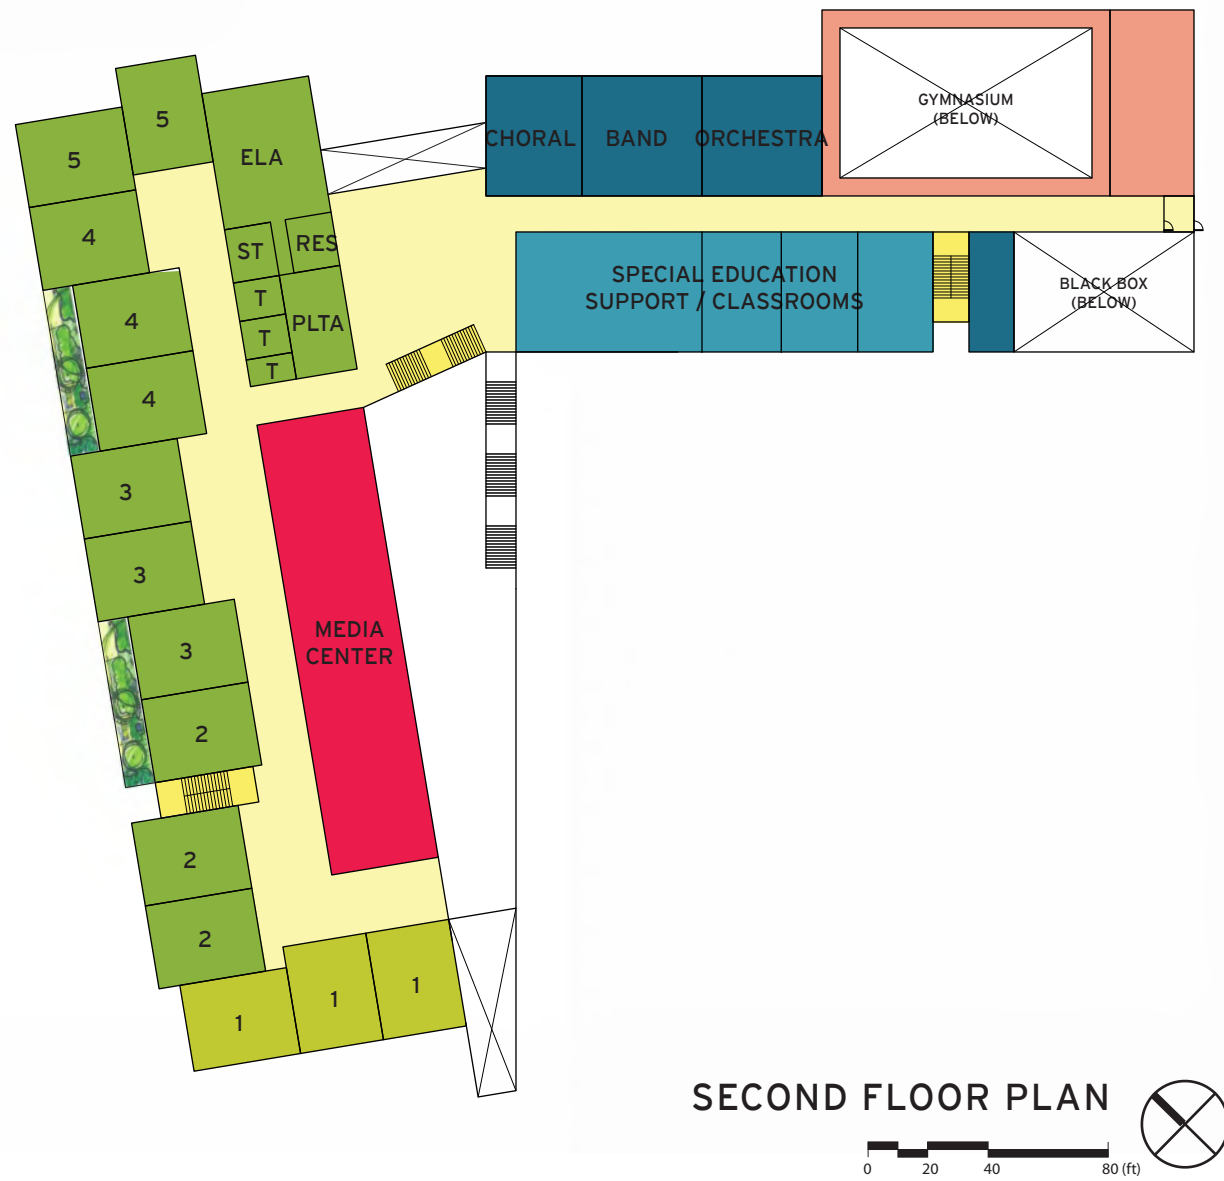 GYMNASIUM
(BELOW)
CHORAL
BAND
ORCHESTRA
5
5
ELA
4
ST
RES
SPECIAL EDUCATION
SUPPORT / CLASSROOMS
BLACK BOX
(BELOW)
T
4
PLTA
T
T
4
3
3
MEDIA
CENTER
3
2
2
2
1
1
1
SECOND FLOOR PLAN
0 20 40 80 (ft)